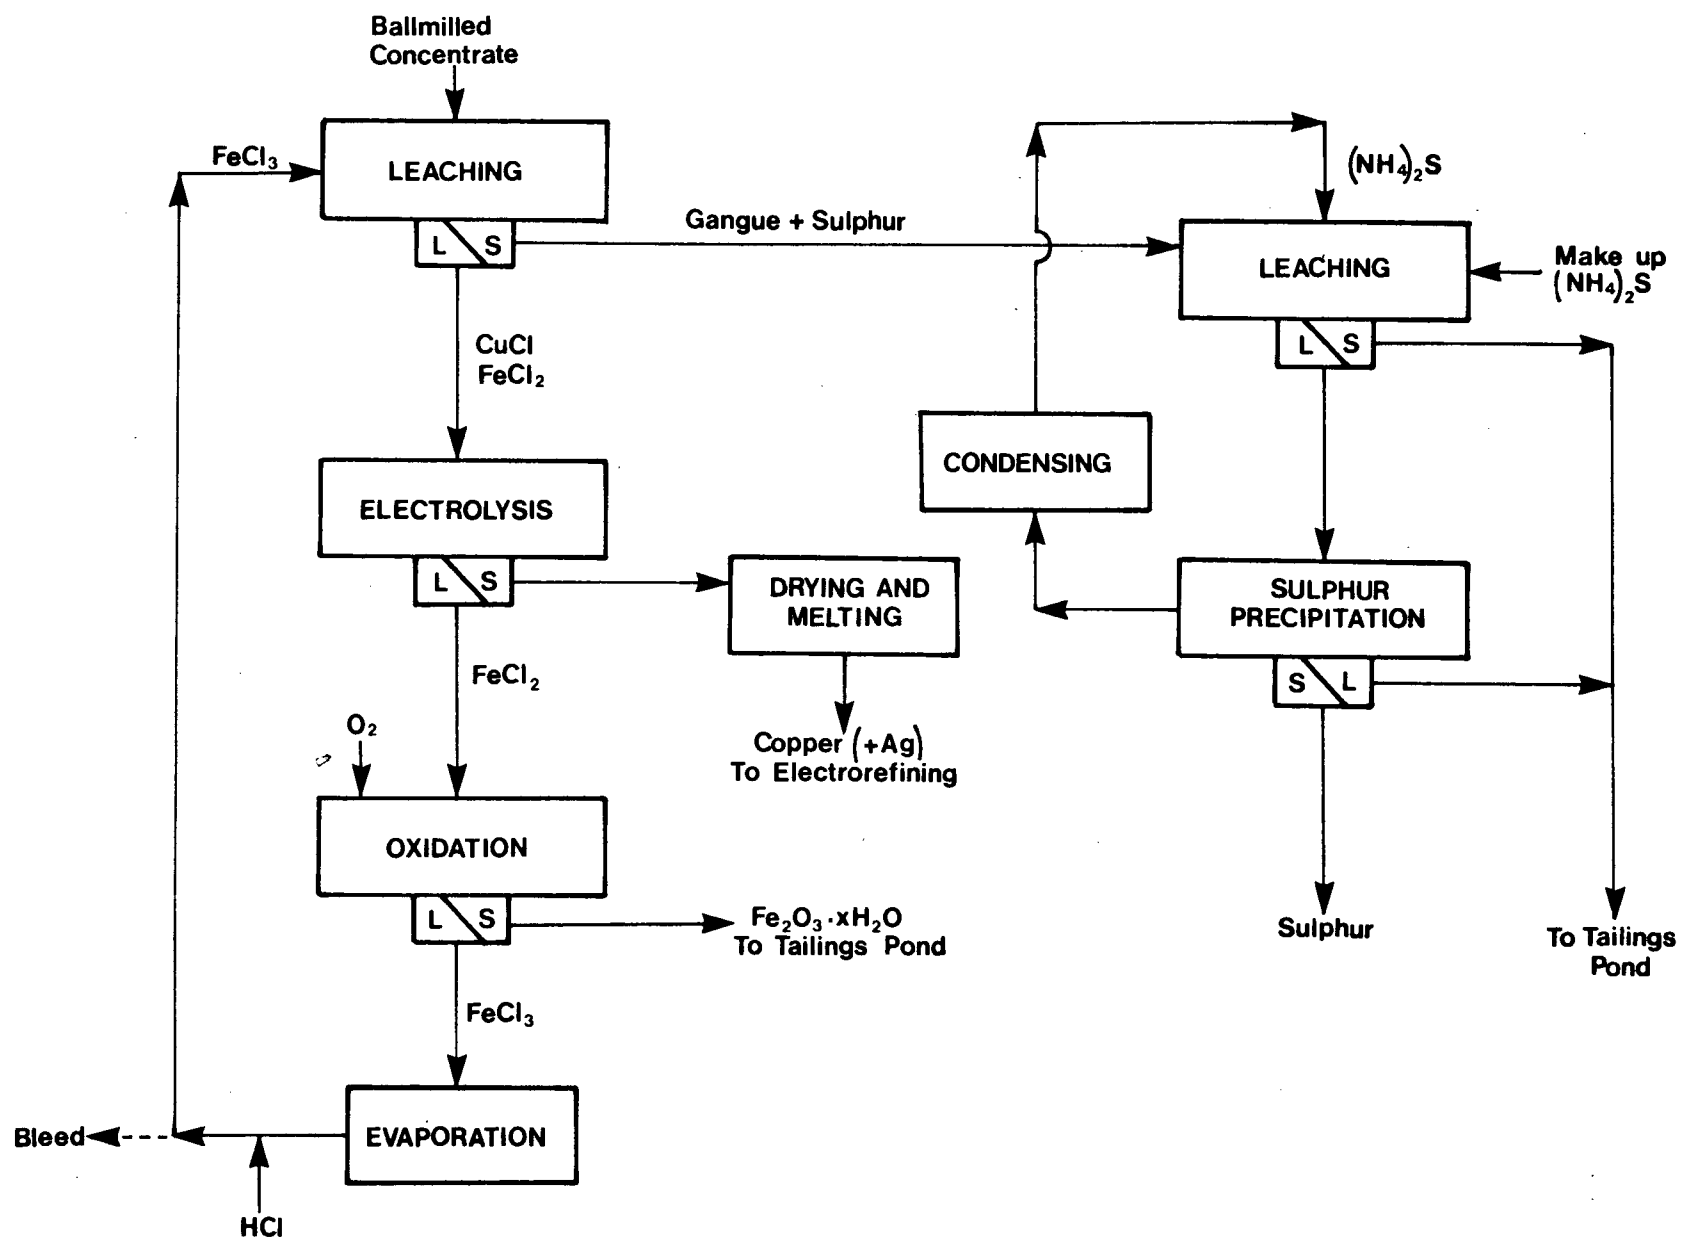 Ballmilled
Concentrate
FeCl₃
LEACHING
L S
Gangue + Sulphur
(NH₄)₂S
LEACHING
Make up
(NH₄)₂S
L S
CuCl
FeCl₂
CONDENSING
ELECTROLYSIS
L S
DRYING AND
MELTING
SULPHUR
PRECIPITATION
S L
FeCl₂
O₂
Copper (+Ag)
To Electrorefining
OXIDATION
L S
Fe₂O₃·xH₂O
To Tailings Pond
Sulphur
To Tailings
Pond
FeCl₃
Bleed
EVAPORATION
HCl